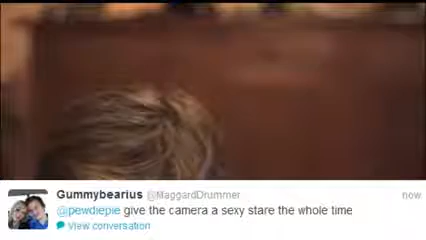 Gummybearius @MaggardDrummer now
@pewdiepie give the camera a sexy stare the whole time
View conversation